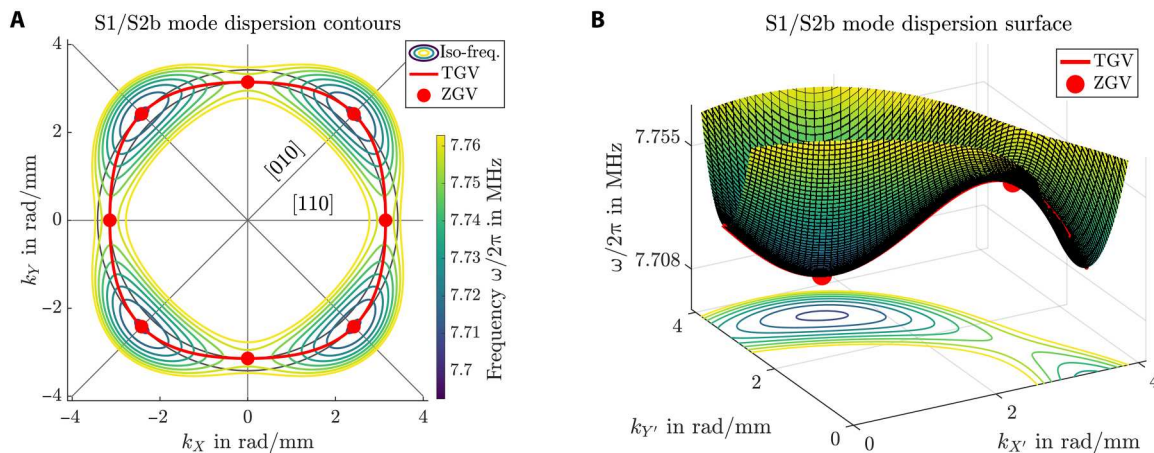 A
S1/S2b mode dispersion contours
Iso-freq.
TGV
ZGV
4
2
0
−2
−4
k_Y in rad/mm
[010]
[110]
−4 −2 0 2 4
k_X in rad/mm
7.76
7.75
7.74
7.73
7.72
7.71
7.7
Frequency ω/2π in MHz
B
S1/S2b mode dispersion surface
TGV
ZGV
7.755
7.708
ω/2π in MHz
4
2
0
k_Y' in rad/mm
0
2
4
k_X' in rad/mm